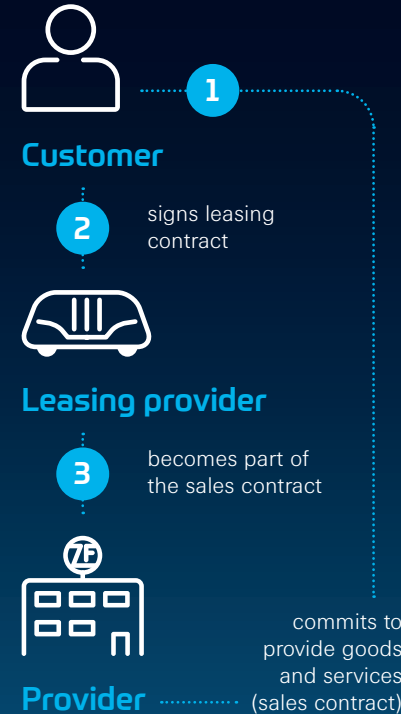 1
Customer
2
signs leasing
contract
Leasing provider
3
becomes part of
the sales contract
ZF
commits to
provide goods
and services
Provider (sales contract)